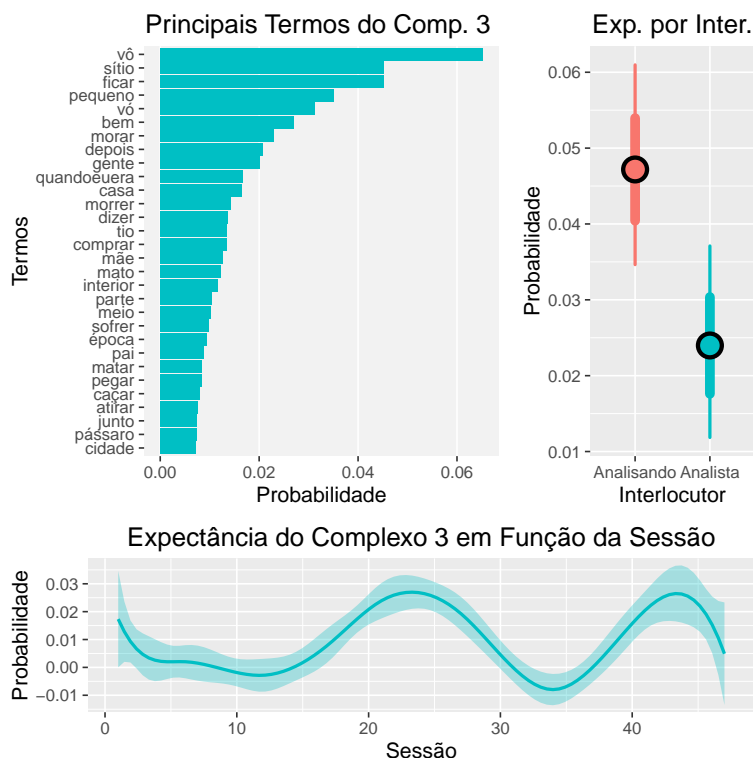 Principais Termos do Comp. 3
Termos
vô
sítio
ficar
pequeno
vó
bem
morar
depois
gente
quandoeuera
casa
morrer
dizer
tio
comprar
mãe
mato
interior
parte
meio
sofrer
época
pai
matar
pegar
caçar
atirar
junto
pássaro
cidade
0.00 0.02 0.04 0.06
Probabilidade
Exp. por Inter.
Probabilidade
0.06
0.05
0.04
0.03
0.02
0.01
Analisando Analista
Interlocutor
Expectância do Complexo 3 em Função da Sessão
Probabilidade
0.03
0.02
0.01
0.00
−0.01
0 10 20 30 40
Sessão